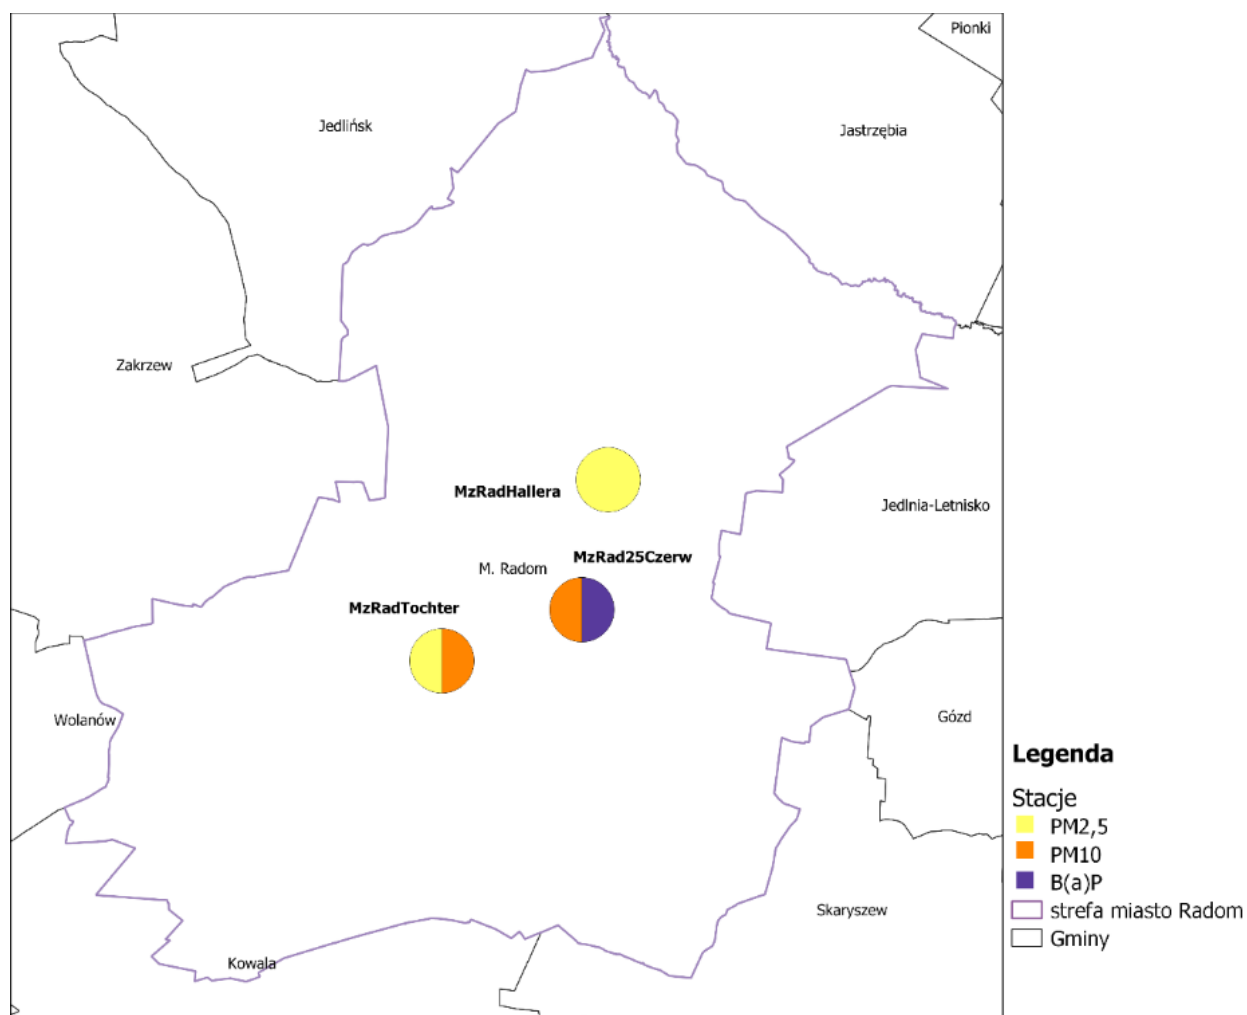 Pionki
Jedlińsk
Jastrzębia
Zakrzew
MzRadHallera
Jedlnia-Letnisko
MzRad25Czerw
M. Radom
MzRadTochter
Wolanów
Gózd
Skaryszew
Kowala
Legenda
Stacje
PM2,5
PM10
B(a)P
strefa miasto Radom
Gminy